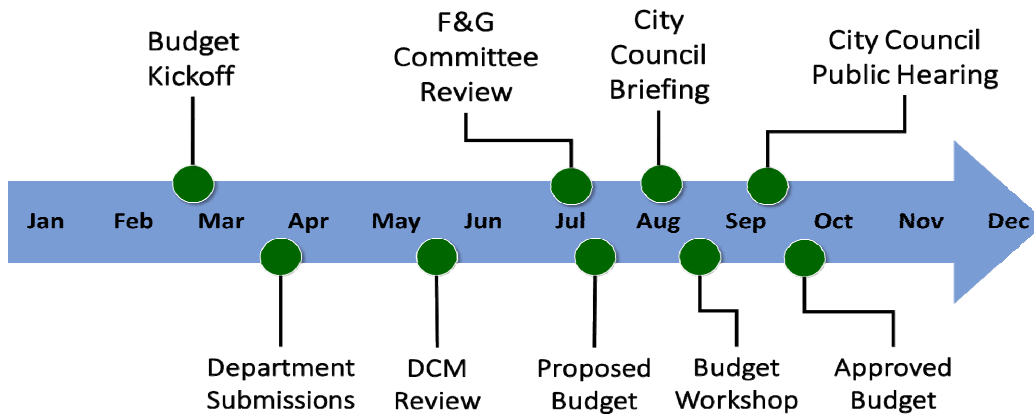 Budget
Kickoff
F&G
Committee
Review
City
Council
Briefing
City Council
Public Hearing
Jan Feb Mar Apr May Jun Jul Aug Sep Oct Nov Dec
Department
Submissions
DCM
Review
Proposed
Budget
Budget
Workshop
Approved
Budget